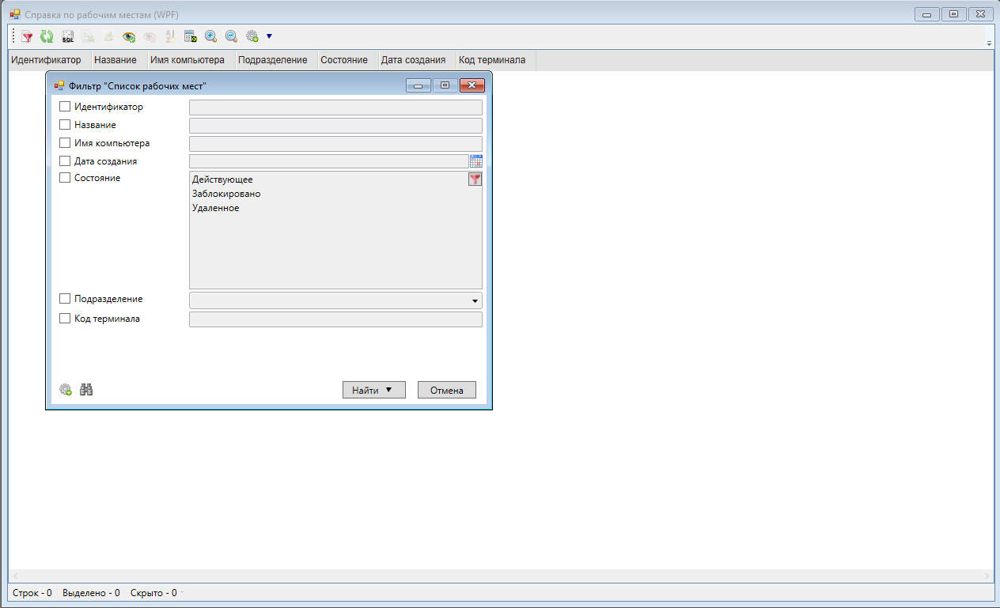 Справка по рабочим местам (WPF)
SQL
Идентификатор Название Имя компьютера Подразделение Состояние Дата создания Код терминала
Фильтр "Список рабочих мест"
Идентификатор
Название
Имя компьютера
Дата создания
Состояние
Действующее
Заблокировано
Удаленное
Подразделение
Код терминала
Найти
Отмена
Строк - 0 Выделено - 0 Скрыто - 0